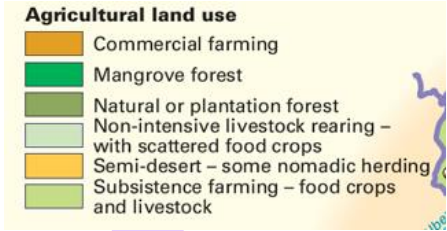 Agricultural land use
Commercial farming
Mangrove forest
Natural or plantation forest
Non-intensive livestock rearing –
with scattered food crops
Semi-desert – some nomadic herding
Subsistence farming – food crops
and livestock